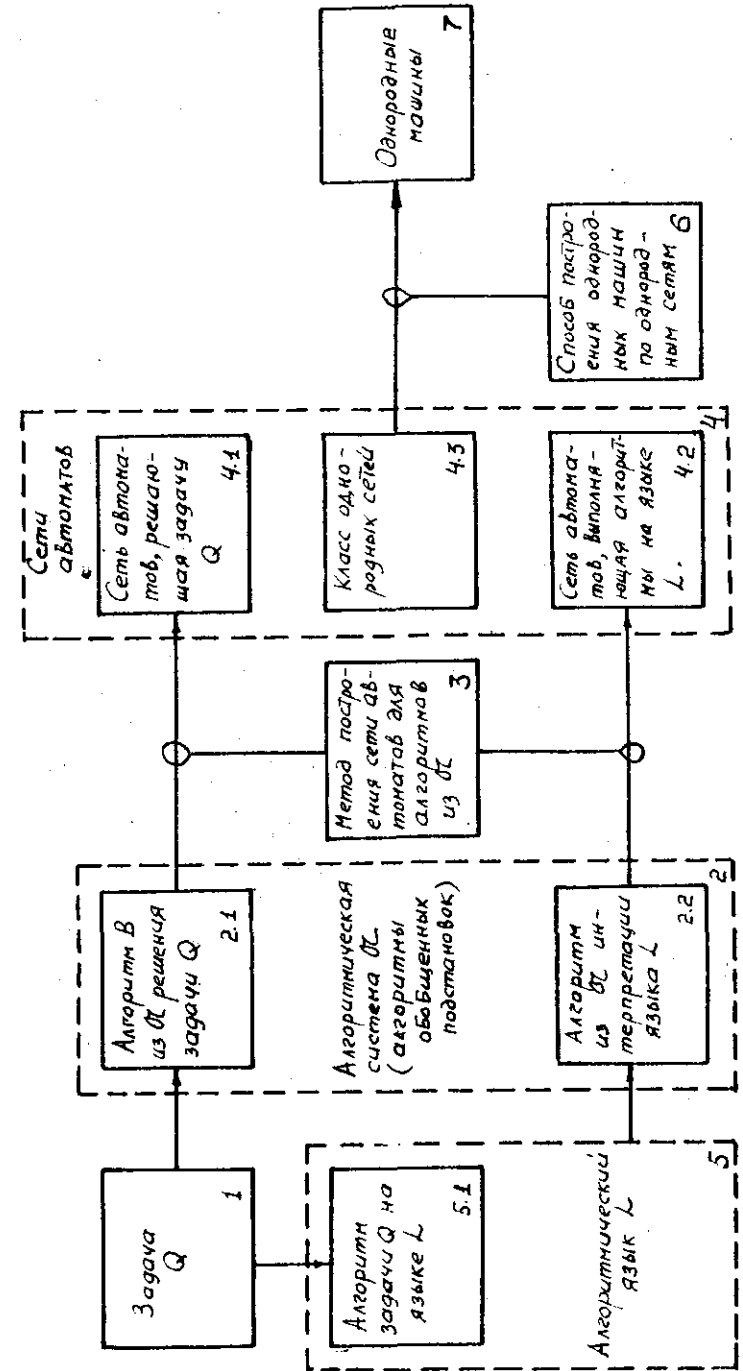 Задача
Q
1
Алгоритм
задачи Q на
языке L
5.1
Алгоритмический
язык L
5
Алгоритм В
из 𝔄 решения
задачи Q
2.1
Алгоритмическая
система 𝔄
(алгоритмы
обобщенных
подстановок)
Алгоритм
из 𝔄 ин-
терпретации
языка L
2.2
2
Метод постро-
ения сети ав-
томатов для
алгоритмов
из 𝔄
3
Сети
автоматов
Сеть автома-
тов, решаю-
щая задачу
Q
4.1
Класс одно-
родных сетей
4.3
Сеть автома-
тов, выполня-
ющая алгорит-
мы на языке
L.
4.2
4
Способ постро-
ения однород-
ных машин
по однород-
ным сетям
6
Однородные
машины
7